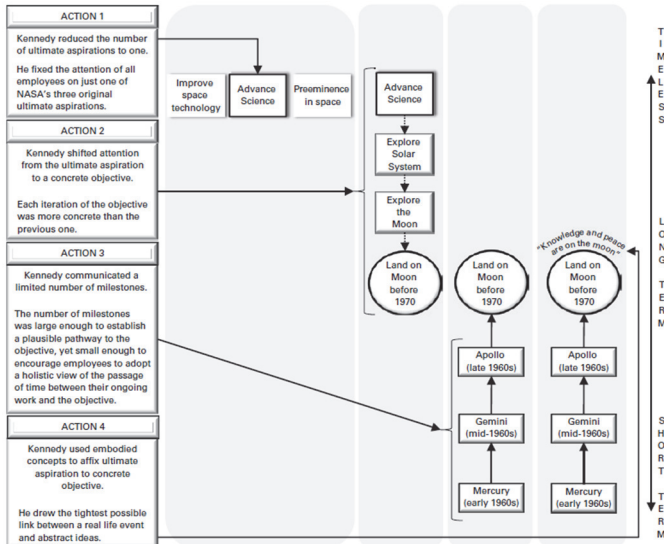 ACTION 1
Kennedy reduced the number
of ultimate aspirations to one.
He fixed the attention of all
employees on just one of
NASA's three original
ultimate aspirations.
ACTION 2
Kennedy shifted attention
from the ultimate aspiration
to a concrete objective.
Each iteration of the objective
was more concrete than the
previous one.
ACTION 3
Kennedy communicated a
limited number of milestones.
The number of milestones
was large enough to establish
a plausible pathway to the
objective, yet small enough to
encourage employees to adopt
a holistic view of the passage
of time between their ongoing
work and the objective.
ACTION 4
Kennedy used embodied
concepts to affix ultimate
aspiration to concrete
objective.
He drew the tightest possible
link between a real life event
and abstract ideas.
Improve
space
technology
Advance
Science
Preeminence
in space
Advance
Science
Explore
Solar
System
Explore
the
Moon
Land on
Moon
before
1970
Land on
Moon
before
1970
Apollo
(late 1960s)
Gemini
(mid-1960s)
Mercury
(early 1960s)
"Knowledge and peace
are on the moon"
Land on
Moon
before
1970
Apollo
(late 1960s)
Gemini
(mid-1960s)
Mercury
(early 1960s)
TIMELESS
LONG TERM
SHORT TERM